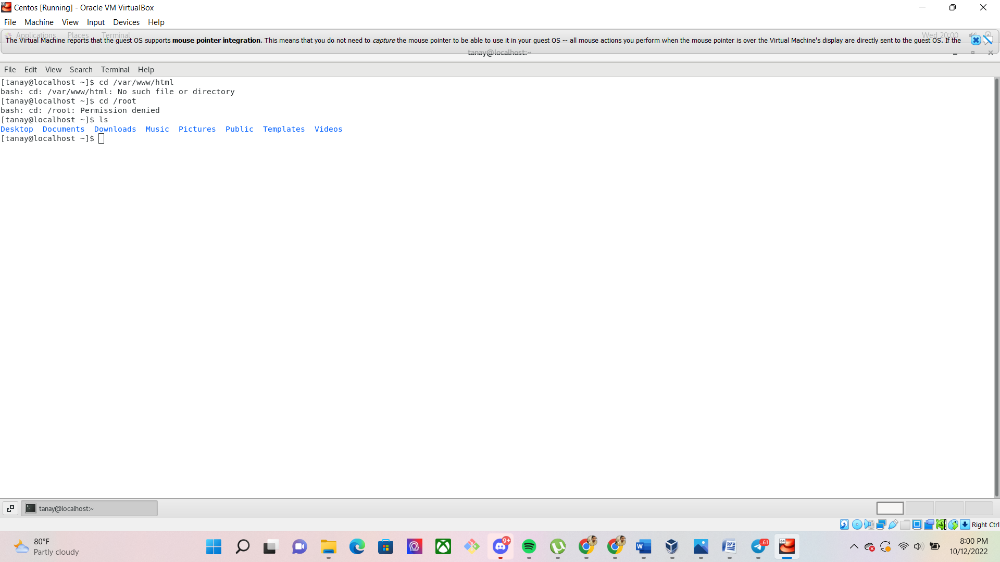 Centos [Running] - Oracle VM VirtualBox
File Machine View Input Devices Help
Applications Places Terminal Wed 20:00
The Virtual Machine reports that the guest OS supports mouse pointer integration. This means that you do not need to capture the mouse pointer to be able to use it in your guest OS -- all mouse actions you perform when the mouse pointer is over the Virtual Machine's display are directly sent to the guest OS. If the
tanay@localhost:~
File Edit View Search Terminal Help
[tanay@localhost ~]$ cd /var/www/html
bash: cd: /var/www/html: No such file or directory
[tanay@localhost ~]$ cd /root
bash: cd: /root: Permission denied
[tanay@localhost ~]$ ls
Desktop Documents Downloads Music Pictures Public Templates Videos
[tanay@localhost ~]$
tanay@localhost:~
Right Ctrl
80°F
Partly cloudy
9+
W
W
..61
64
8:00 PM
10/12/2022